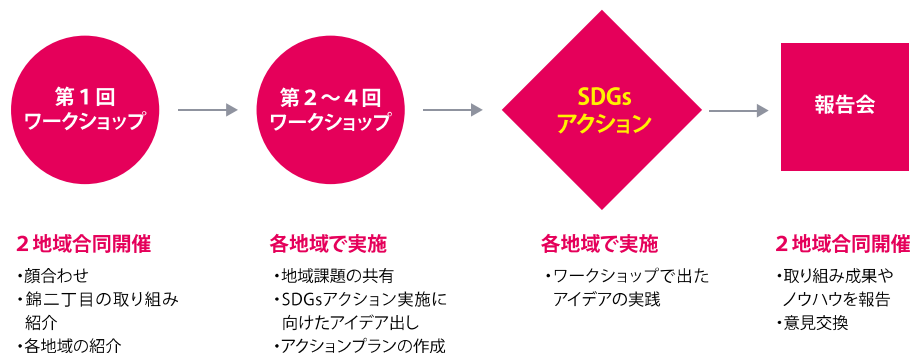 第1回
ワークショップ
第2〜4回
ワークショップ
SDGs
アクション
報告会
2地域合同開催
・顔合わせ
・錦二丁目の取り組み
紹介
・各地域の紹介
各地域で実施
・地域課題の共有
・SDGsアクション実施に
向けたアイデア出し
・アクションプランの作成
各地域で実施
・ワークショップで出た
アイデアの実践
2地域合同開催
・取り組み成果や
ノウハウを報告
・意見交換